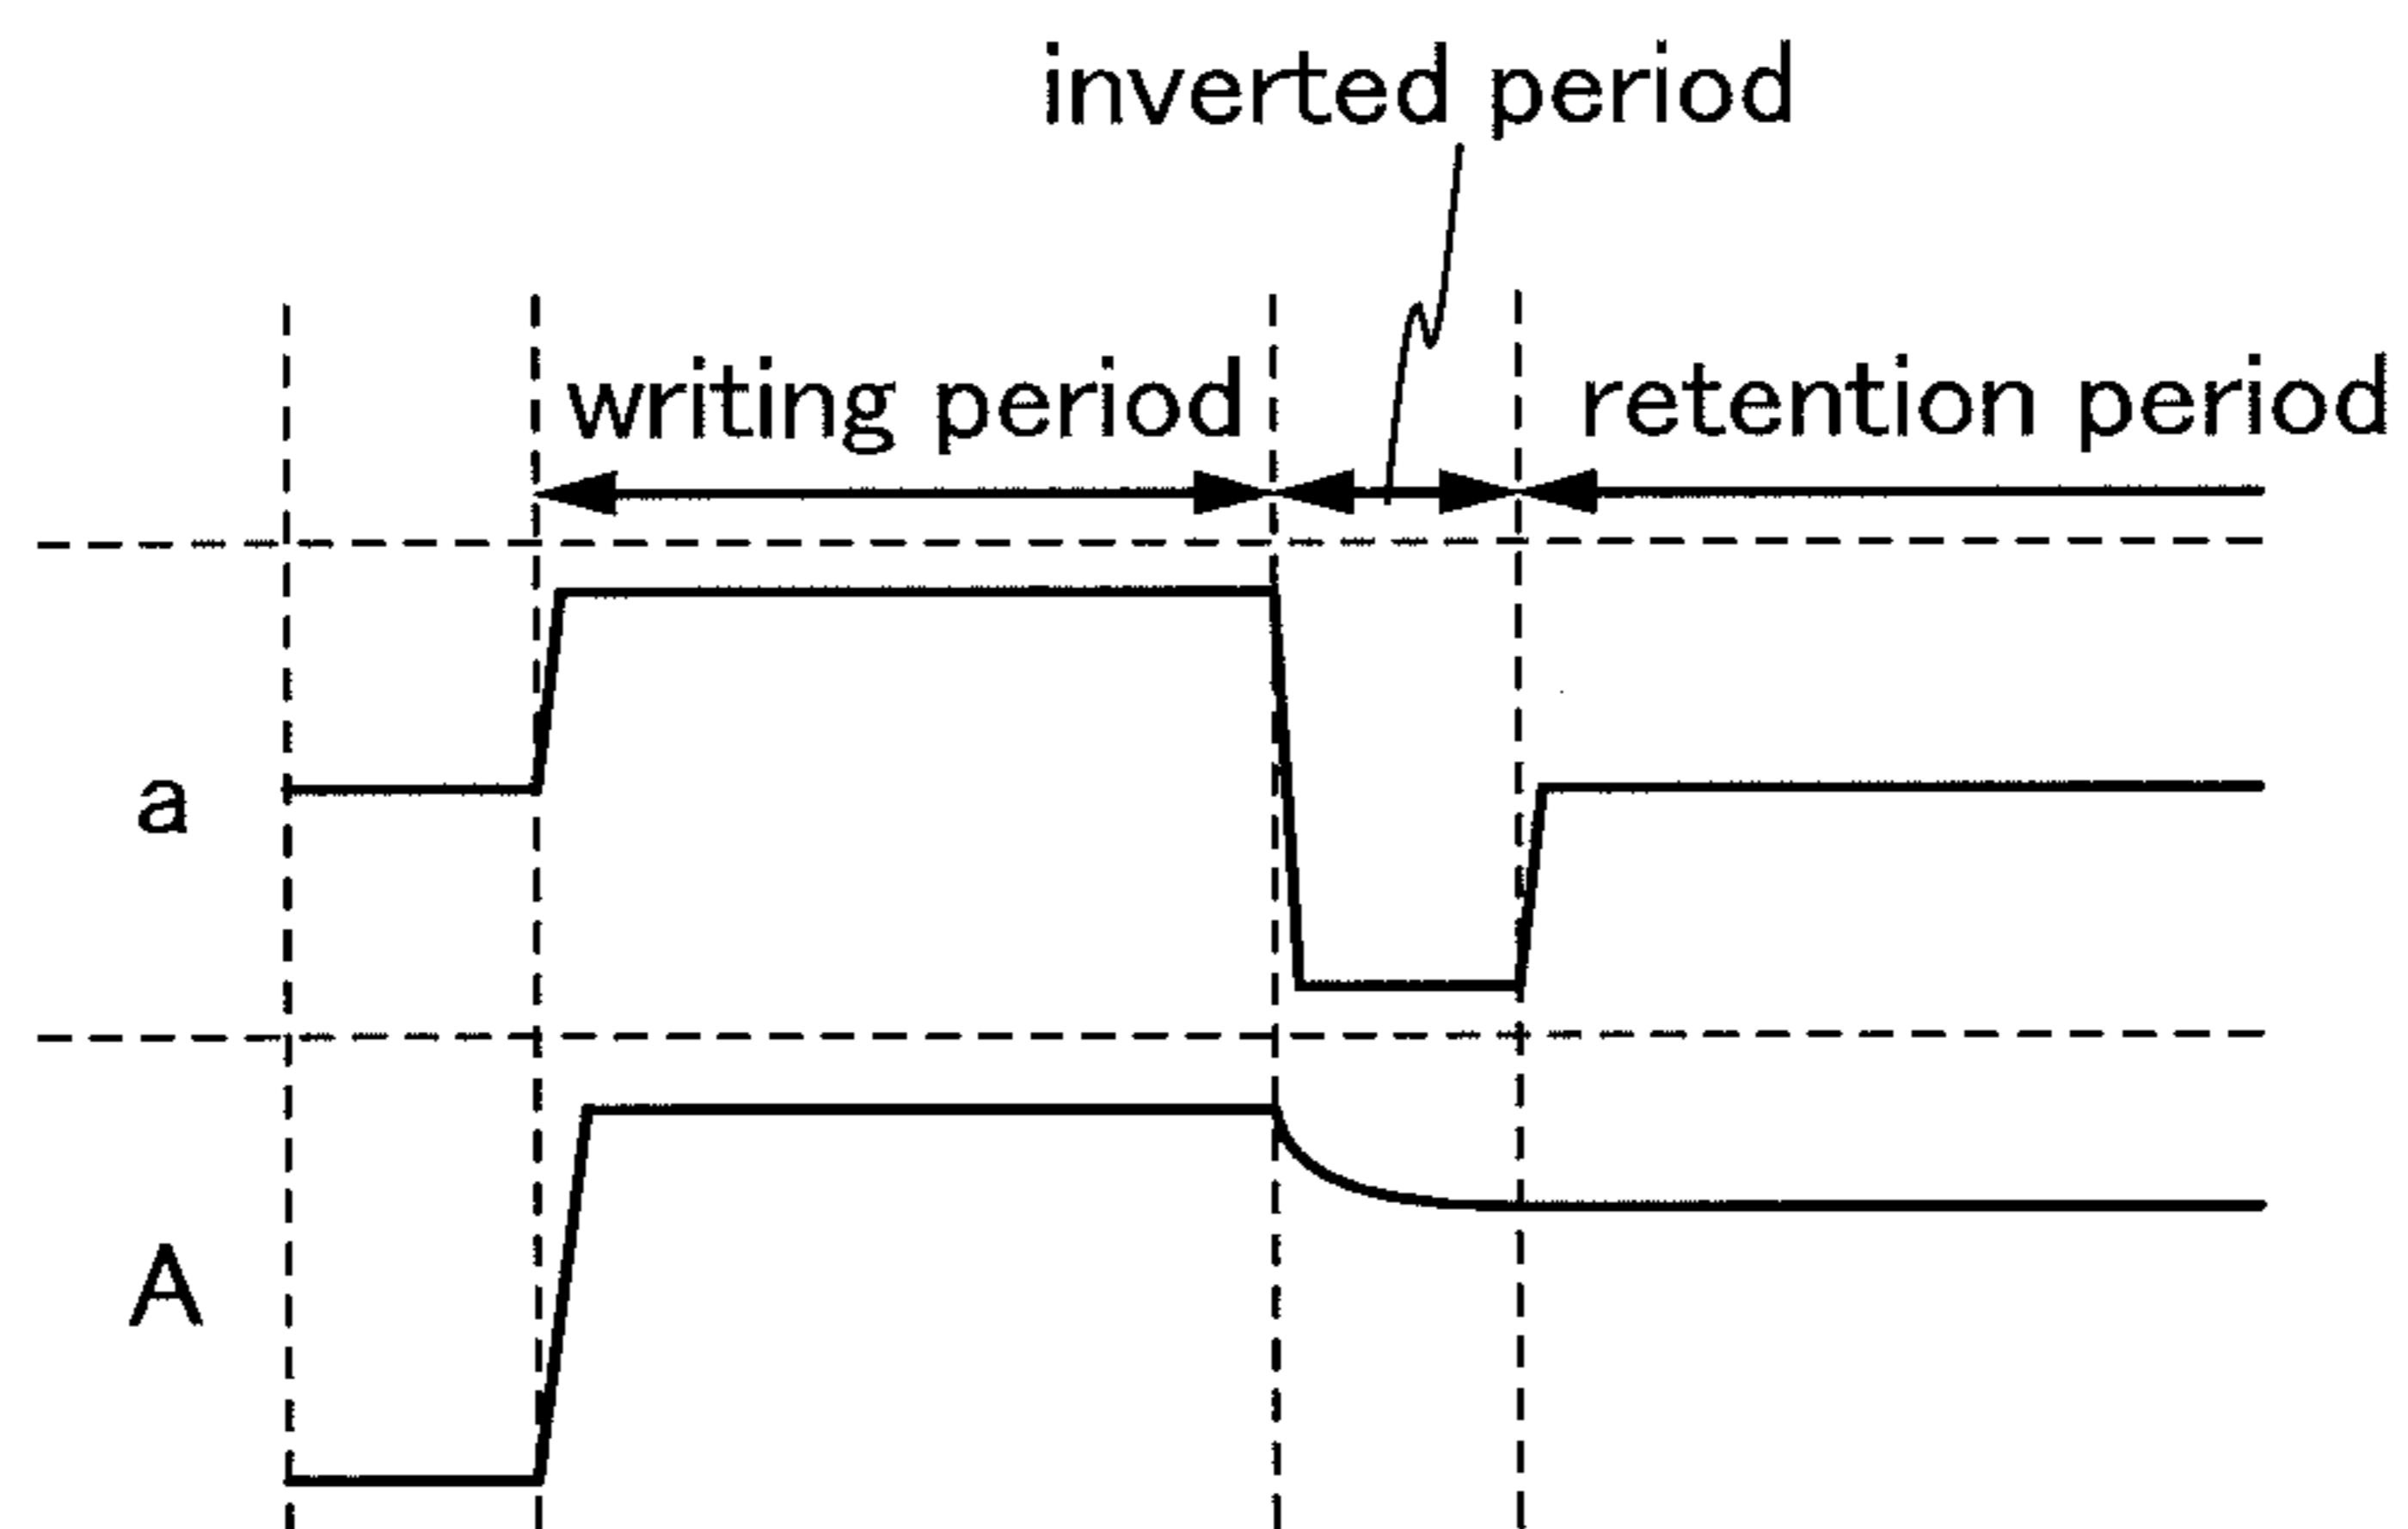 inverted period
writing period
retention period
a
A